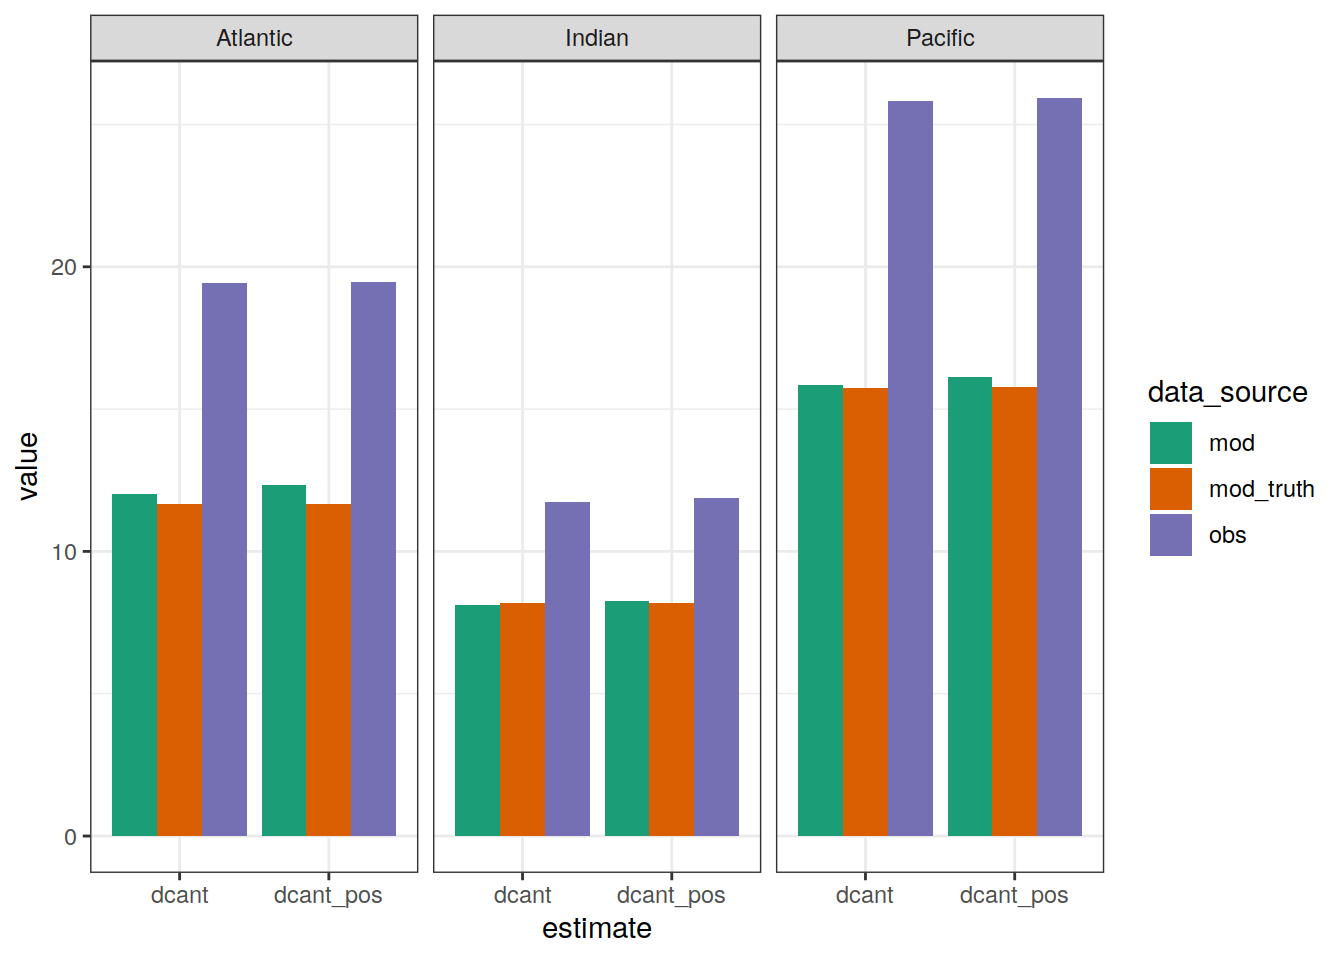 Atlantic Indian Pacific
value
20
10
0
dcant dcant_pos dcant dcant_pos dcant dcant_pos
estimate
data_source
mod
mod_truth
obs